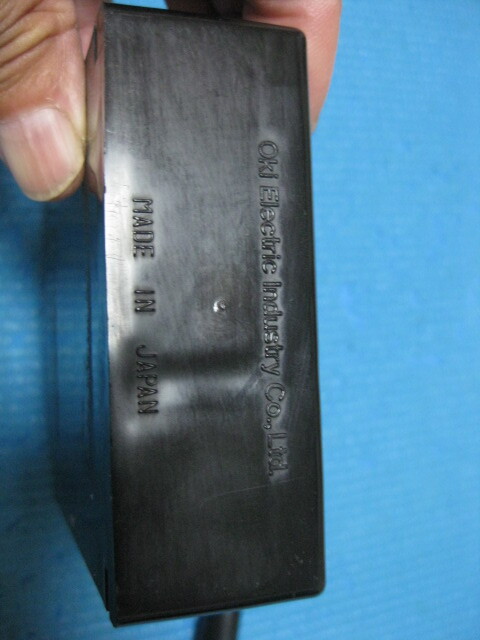 Oki Electric Industry Co.,Ltd.
MADE IN JAPAN